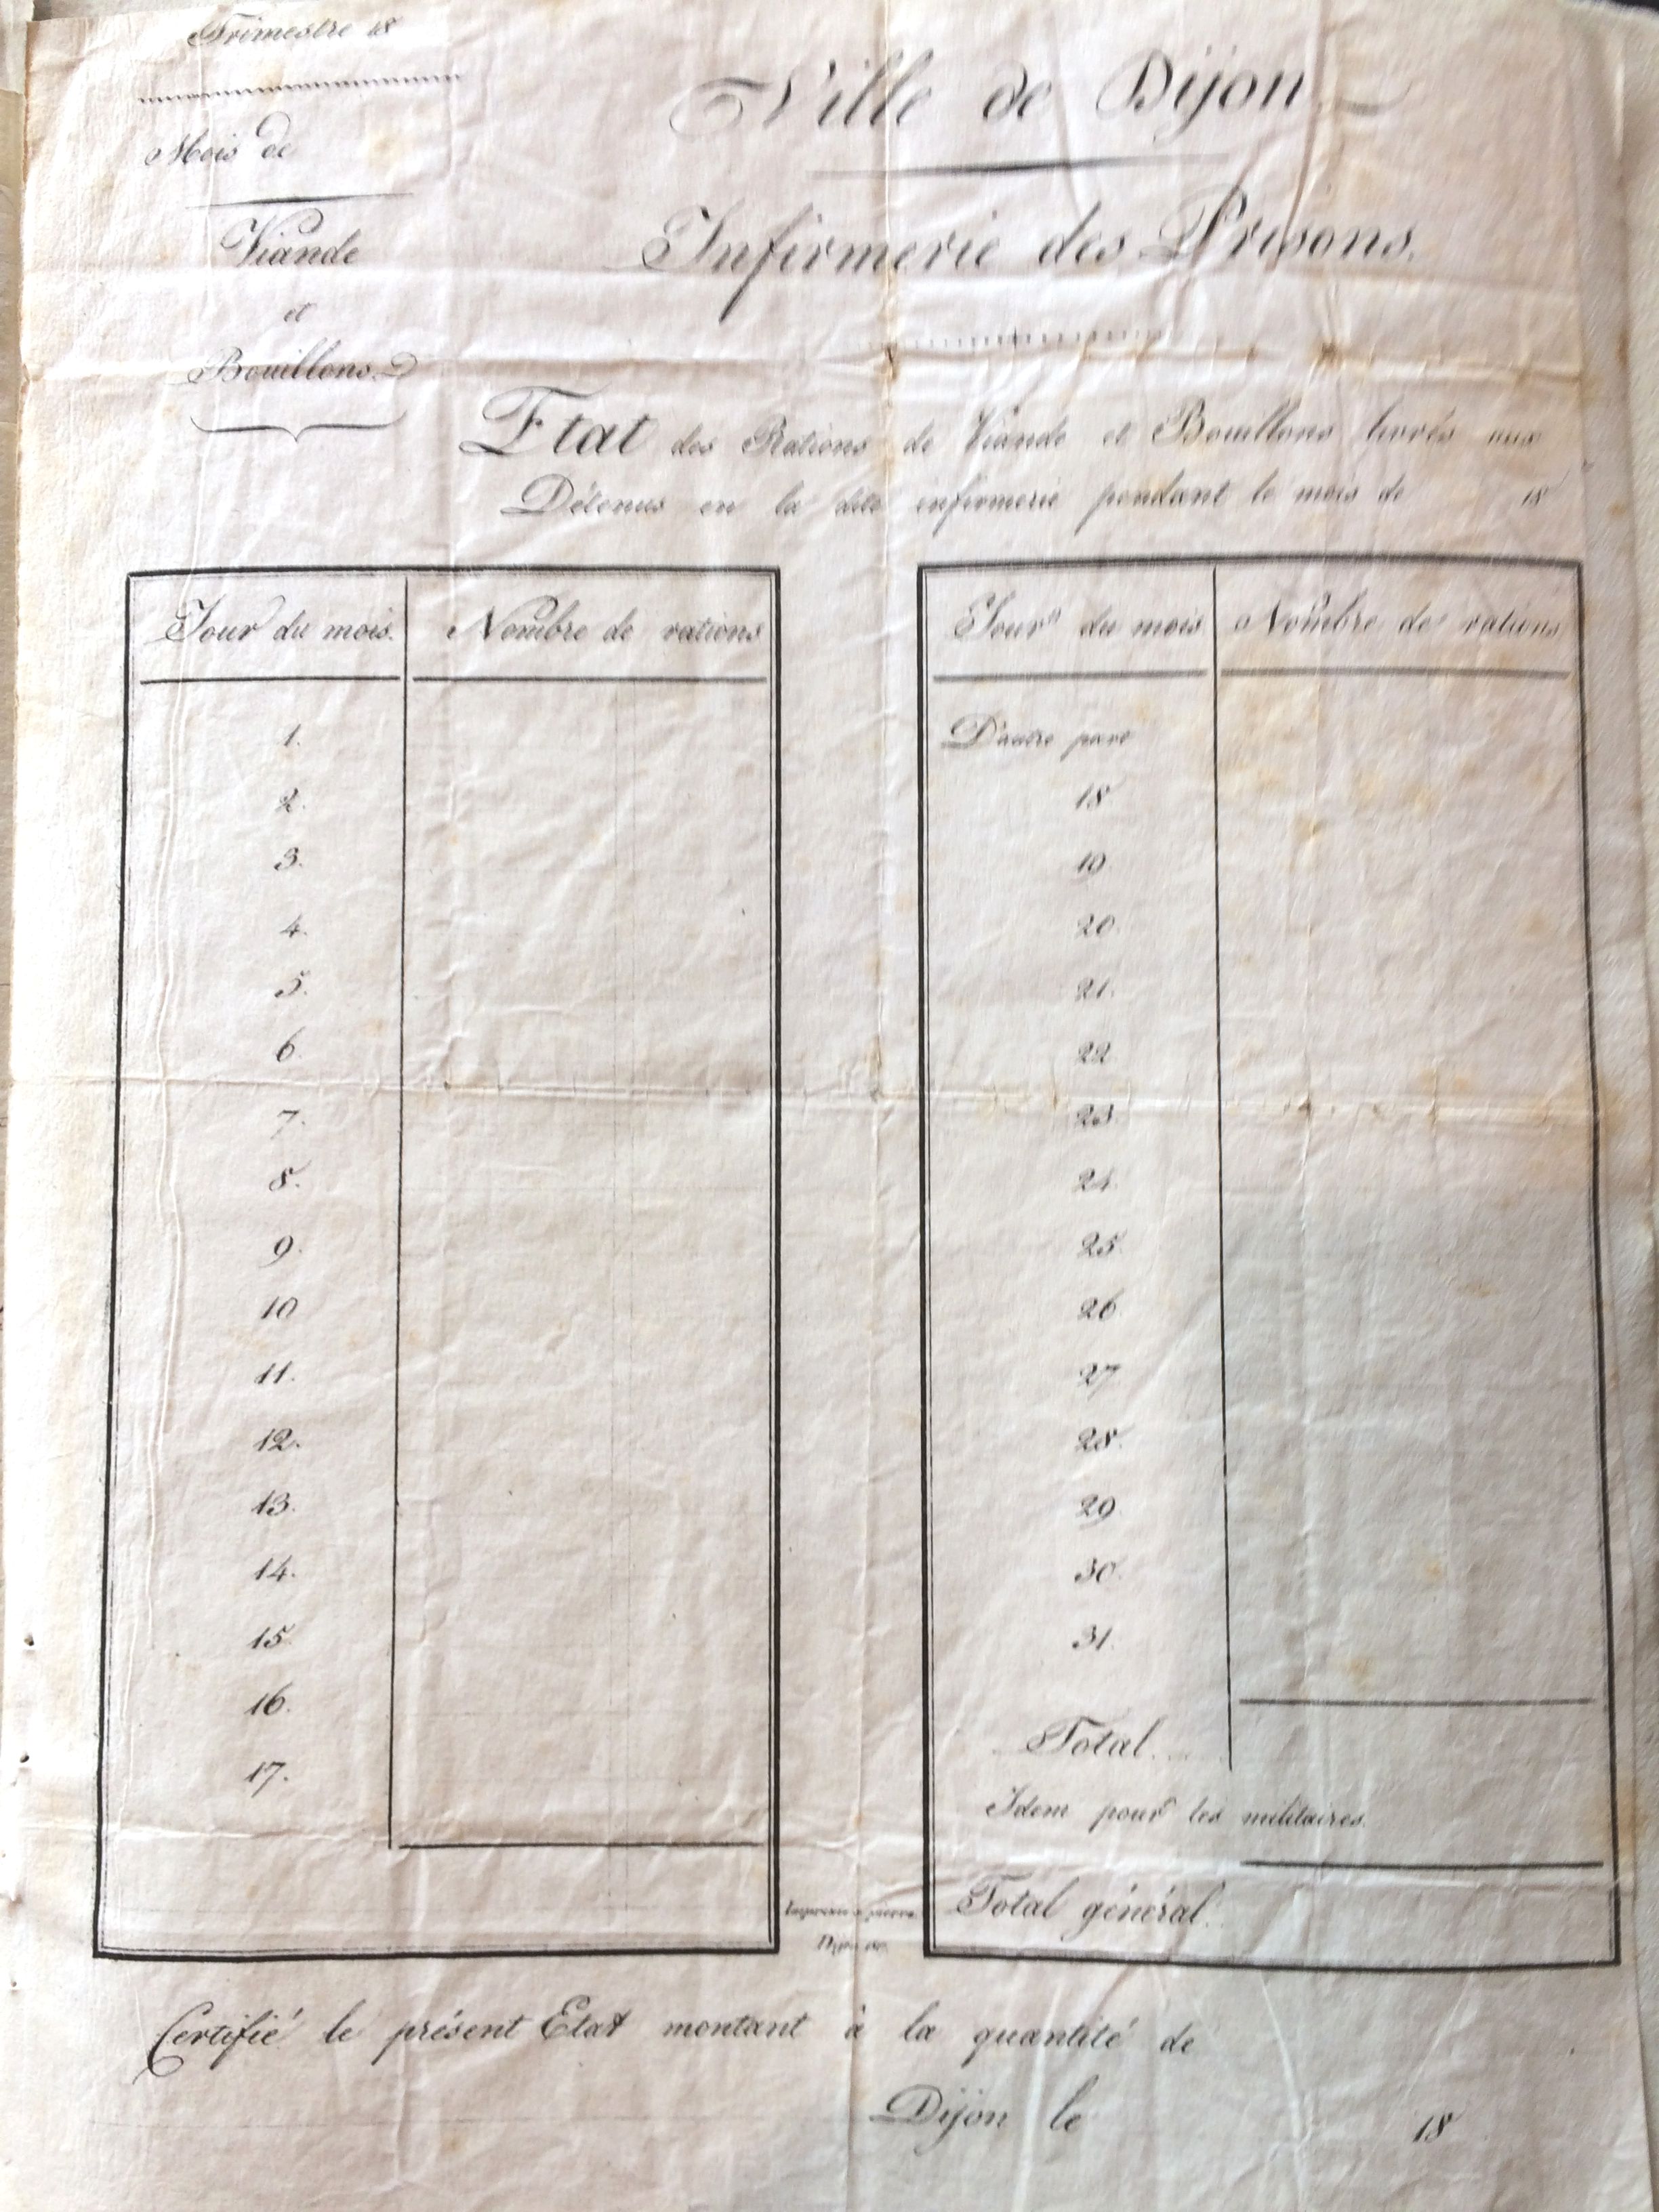 Trimestre 18
Mois de
Viande
et
Bouillons
Ville de Dijon
Infirmerie des Prisons.
Etat des Rations de Viande et Bouillons livrés aux
Détenus en la dite infirmerie pendant le mois de 18
Jour du mois. Nombre de rations
1.
2.
3.
4.
5.
6.
7.
8.
9.
10
11.
12.
13.
14.
15.
16.
17.
Jour du mois Nombre de rations
D'autre part
18
19
20
21.
22
23
24.
25.
26.
27
28.
29.
30.
31.
Total....
Idem pour les militaires.
Total général.
Certifié le présent Etat montant à la quantité de
Dijon le 18